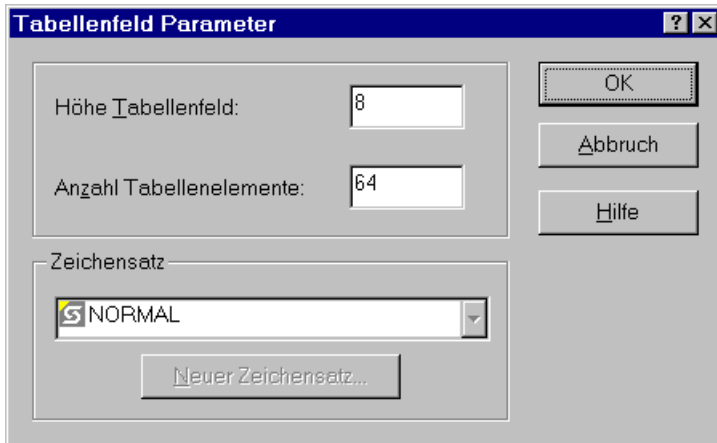 Tabellenfeld Parameter
Höhe Tabellenfeld: 8
Anzahl Tabellenelemente: 64
OK
Abbruch
Hilfe
Zeichensatz
NORMAL
Neuer Zeichensatz...